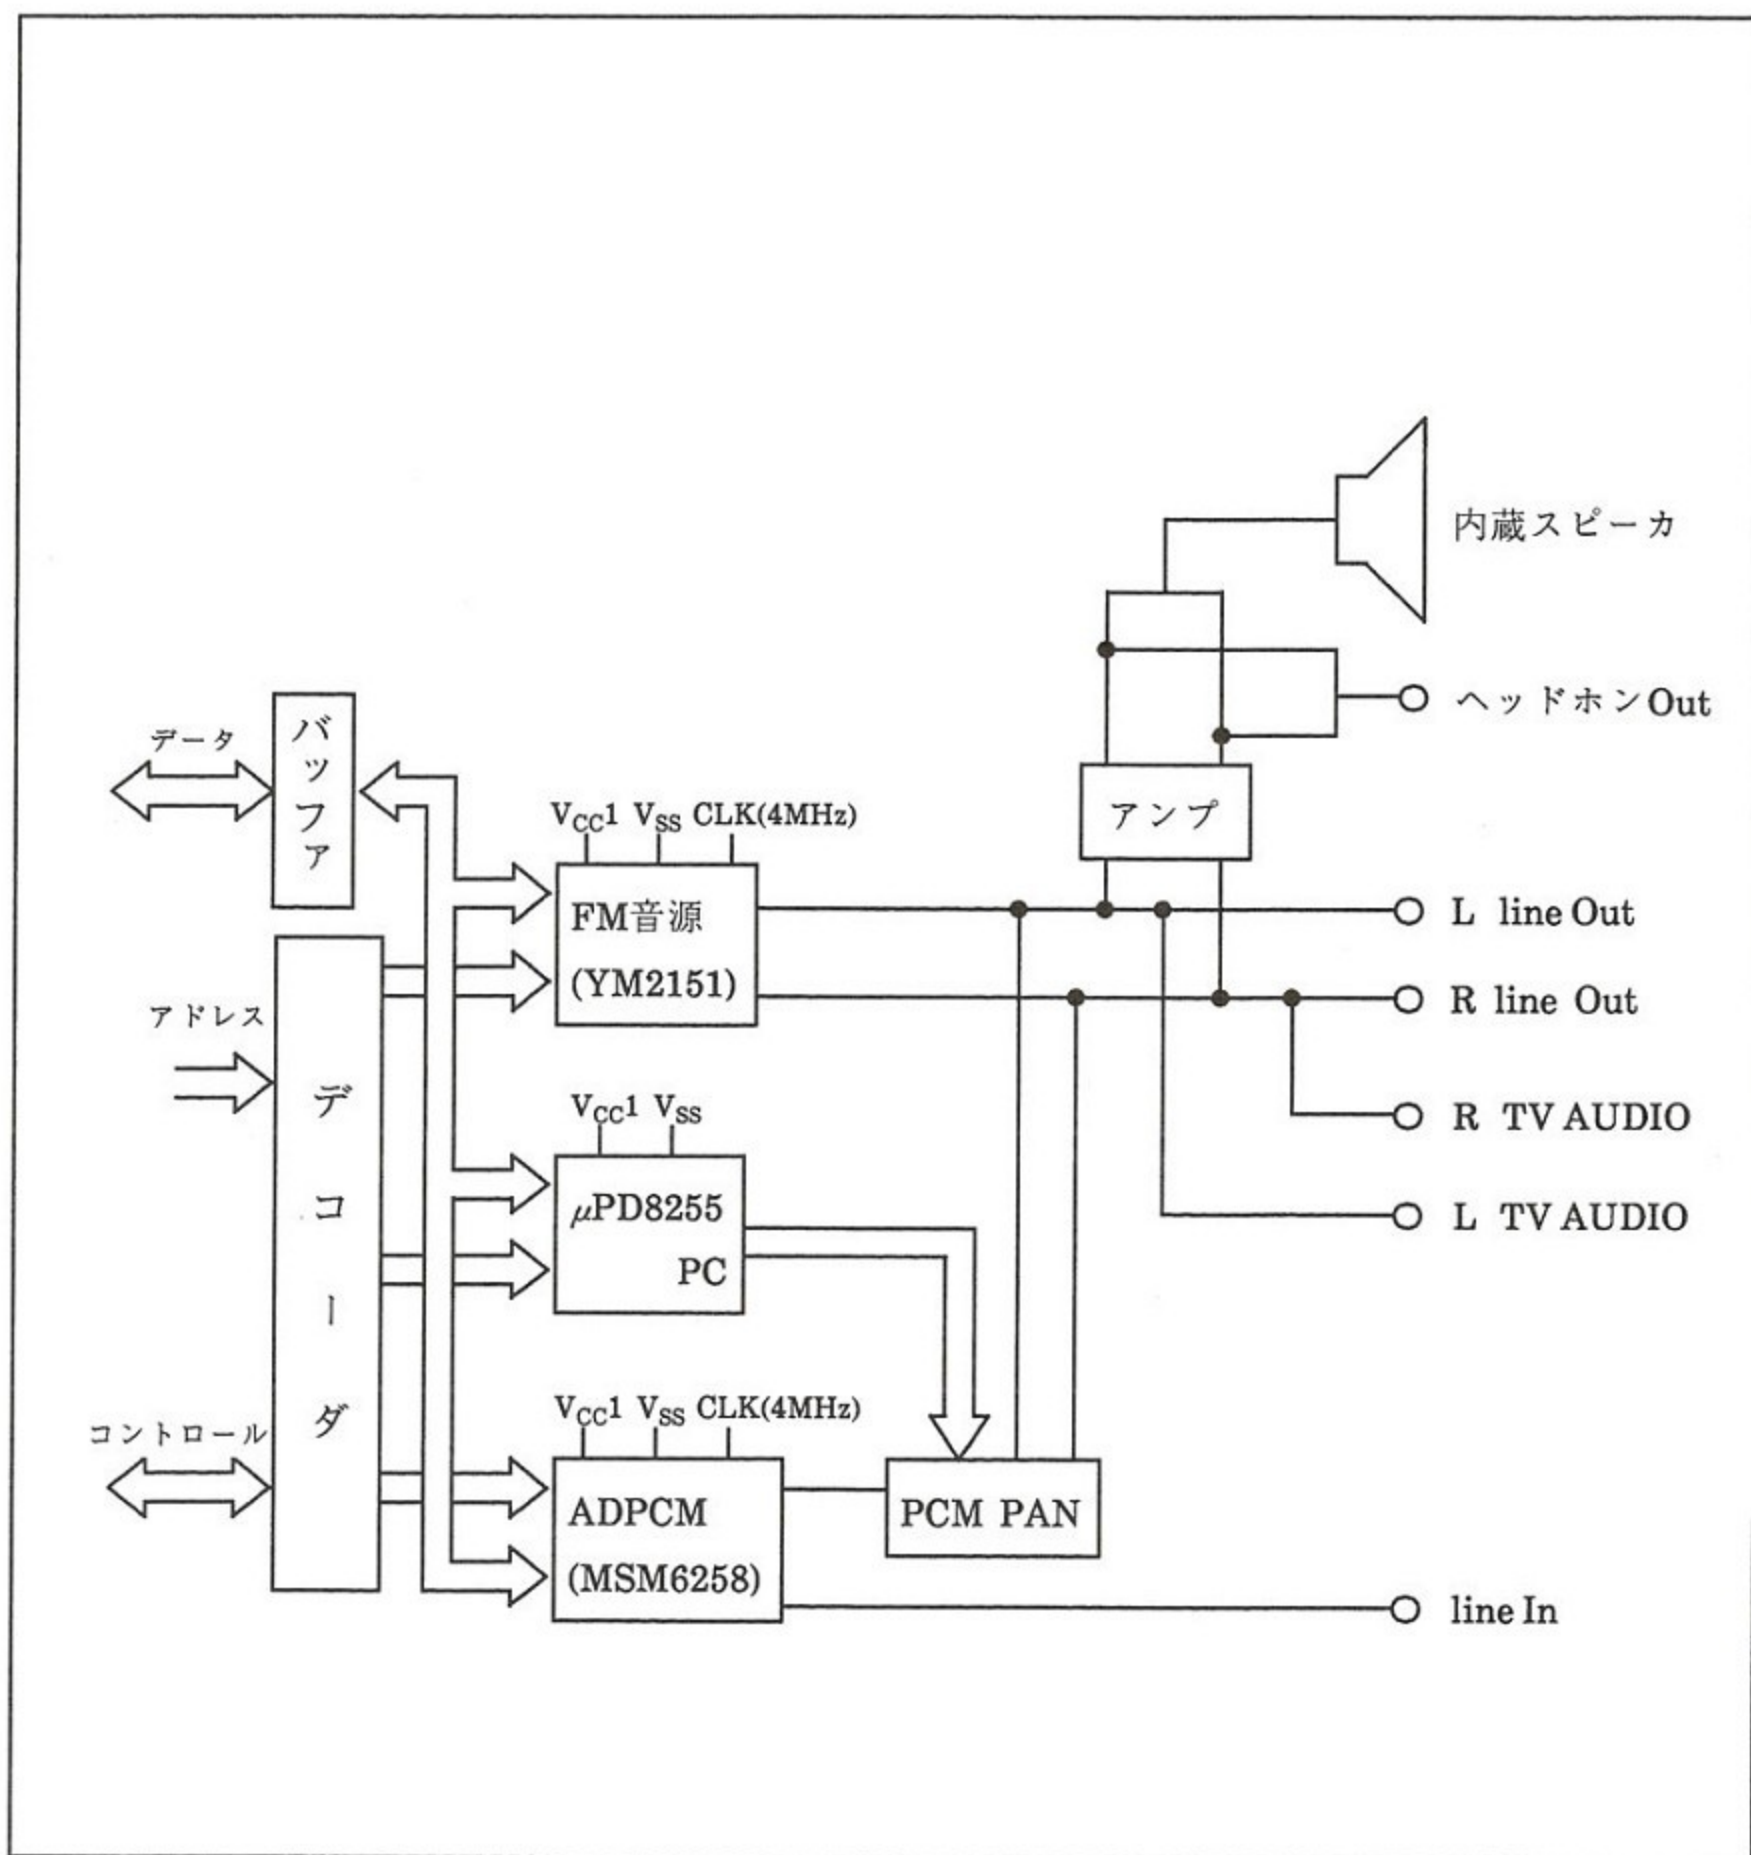 内蔵スピーカ
ヘッドホンOut
データ
バッファ
アンプ
VCC1 VSS CLK(4MHz)
FM音源
(YM2151)
L line Out
R line Out
アドレス
デコーダ
VCC1 VSS
μPD8255
PC
R TV AUDIO
L TV AUDIO
コントロール
VCC1 VSS CLK(4MHz)
ADPCM
(MSM6258)
PCM PAN
line In